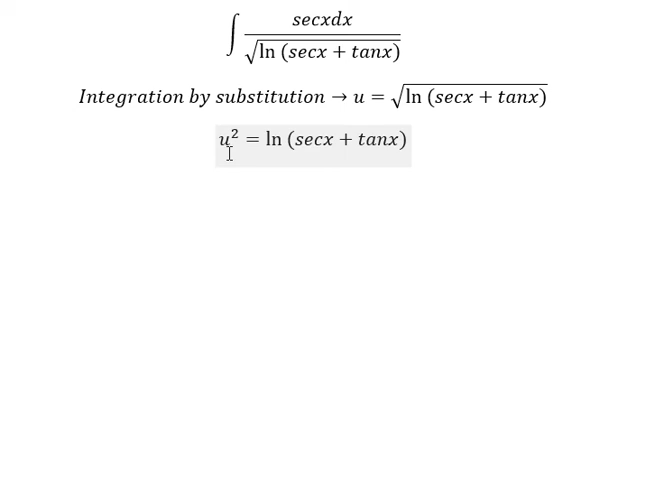 ∫ secxdx / √ln (secx + tanx)
Integration by substitution → u = √ln (secx + tanx)
u² = ln (secx + tanx)